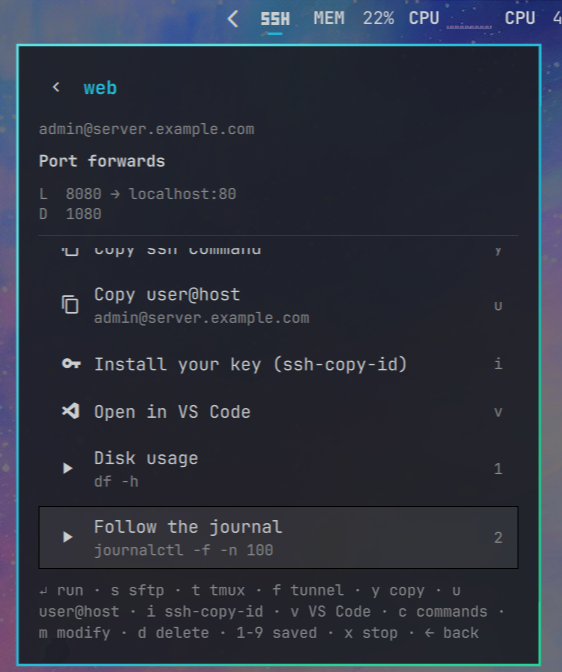 SSH MEM 22% CPU CPU 4
web
admin@server.example.com
Port forwards
L 8080 → localhost:80
D 1080
Copy ssh command y
Copy user@host u
admin@server.example.com
Install your key (ssh-copy-id) i
Open in VS Code v
Disk usage 1
df -h
Follow the journal 2
journalctl -f -n 100
↲ run · s sftp · t tmux · f tunnel · y copy · u
user@host · i ssh-copy-id · v VS Code · c commands ·
m modify · d delete · 1-9 saved · x stop · ← back